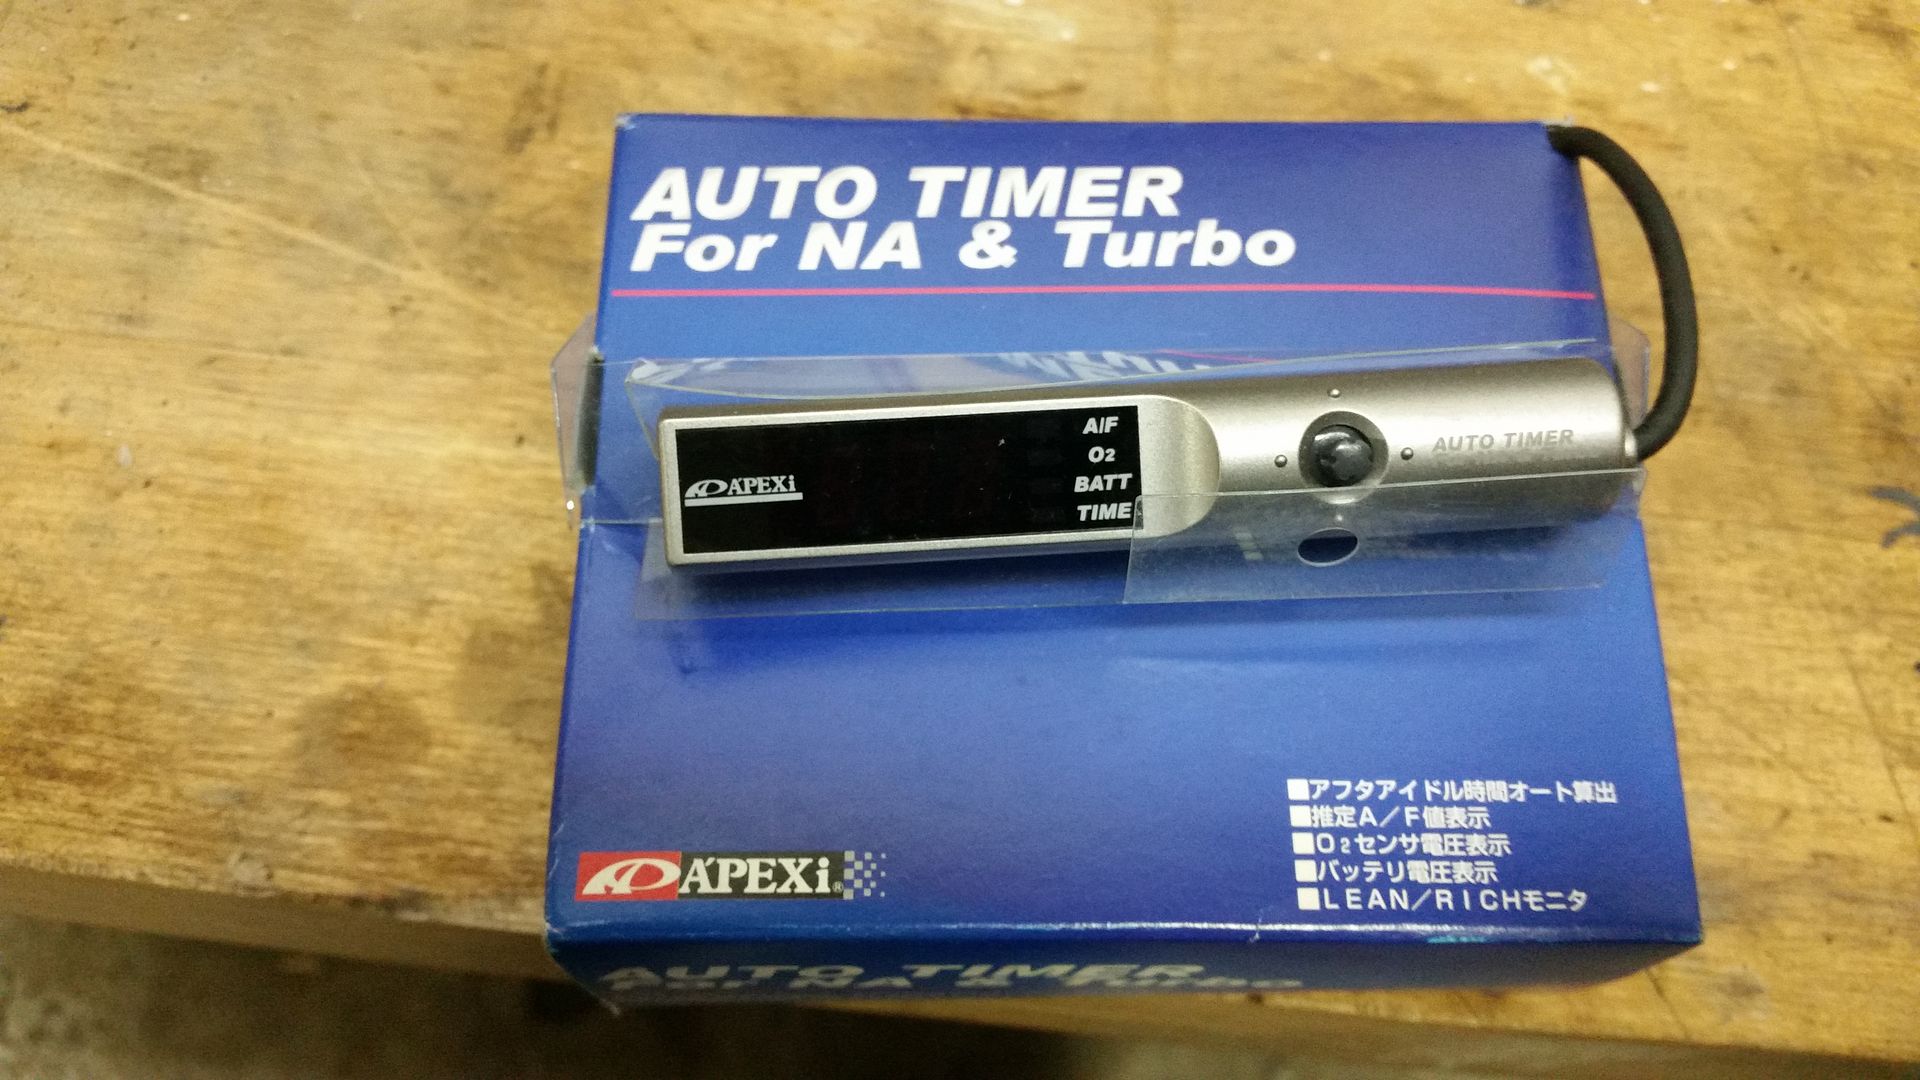 AUTO TIMER
For NA & Turbo
A/F
O2
BATT
TIME
A'PEXi
AUTO TIMER
■アフタアイドル時間オート算出
■推定A／F値表示
■O2センサ電圧表示
■バッテリ電圧表示
■LEAN／RICHモニタ
A'PEXi®
AUTO TIMER
For NA & Turbo